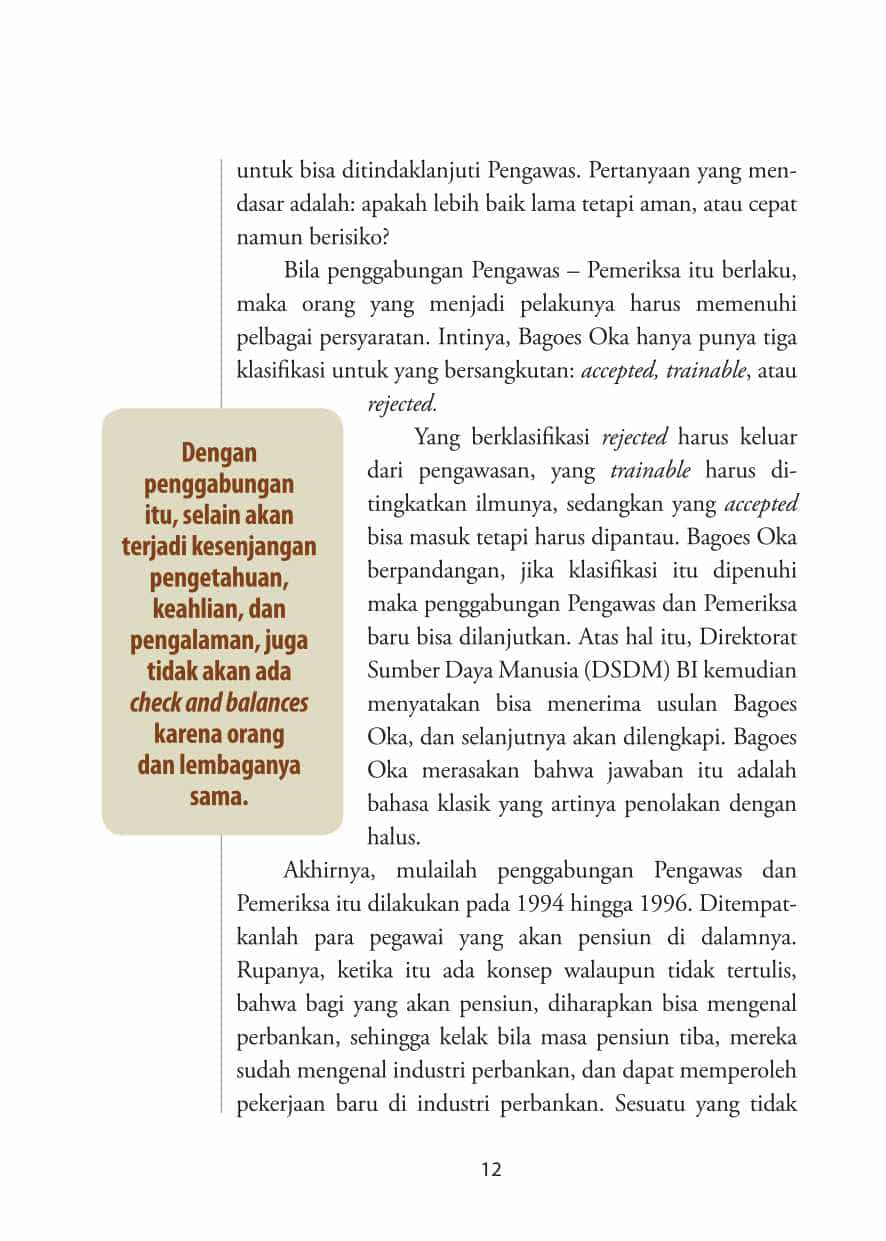 untuk bisa ditindaklanjuti Pengawas. Pertanyaan yang men-
dasar adalah: apakah lebih baik lama tetapi aman, atau cepat
namun berisiko?
Bila penggabungan Pengawas – Pemeriksa itu berlaku,
maka orang yang menjadi pelakunya harus memenuhi
pelbagai persyaratan. Intinya, Bagoes Oka hanya punya tiga
klasifikasi untuk yang bersangkutan: accepted, trainable, atau
rejected.
Yang berklasifikasi rejected harus keluar
dari pengawasan, yang trainable harus di-
tingkatkan ilmunya, sedangkan yang accepted
bisa masuk tetapi harus dipantau. Bagoes Oka
berpandangan, jika klasifikasi itu dipenuhi
maka penggabungan Pengawas dan Pemeriksa
baru bisa dilanjutkan. Atas hal itu, Direktorat
Sumber Daya Manusia (DSDM) BI kemudian
menyatakan bisa menerima usulan Bagoes
Oka, dan selanjutnya akan dilengkapi. Bagoes
Oka merasakan bahwa jawaban itu adalah
bahasa klasik yang artinya penolakan dengan
halus.
Dengan
penggabungan
itu, selain akan
terjadi kesenjangan
pengetahuan,
keahlian, dan
pengalaman, juga
tidak akan ada
check and balances
karena orang
dan lembaganya
sama.
Akhirnya, mulailah penggabungan Pengawas dan
Pemeriksa itu dilakukan pada 1994 hingga 1996. Ditempat-
kanlah para pegawai yang akan pensiun di dalamnya.
Rupanya, ketika itu ada konsep walaupun tidak tertulis,
bahwa bagi yang akan pensiun, diharapkan bisa mengenal
perbankan, sehingga kelak bila masa pensiun tiba, mereka
sudah mengenal industri perbankan, dan dapat memperoleh
pekerjaan baru di industri perbankan. Sesuatu yang tidak
12